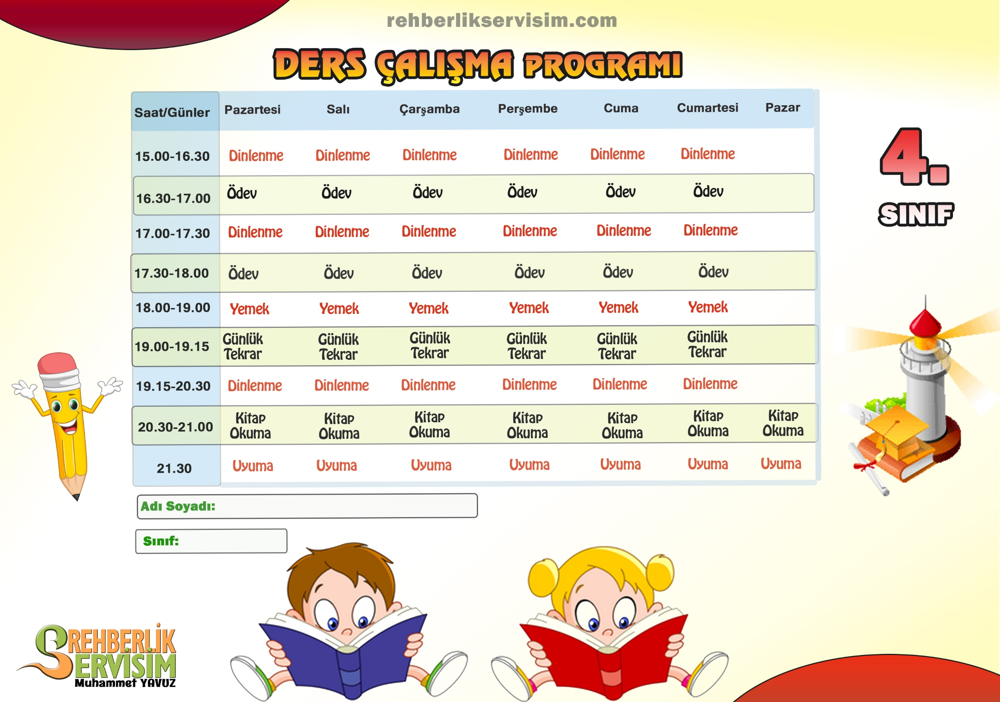 rehberlikservisim.com
DERS ÇALIŞMA PROGRAMI
Saat/Günler Pazartesi Salı Çarşamba Perşembe Cuma Cumartesi Pazar
15.00-16.30 Dinlenme Dinlenme Dinlenme Dinlenme Dinlenme Dinlenme
16.30-17.00 Ödev Ödev Ödev Ödev Ödev Ödev
17.00-17.30 Dinlenme Dinlenme Dinlenme Dinlenme Dinlenme Dinlenme
17.30-18.00 Ödev Ödev Ödev Ödev Ödev Ödev
18.00-19.00 Yemek Yemek Yemek Yemek Yemek Yemek
19.00-19.15 Günlük Tekrar Günlük Tekrar Günlük Tekrar Günlük Tekrar Günlük Tekrar Günlük Tekrar
19.15-20.30 Dinlenme Dinlenme Dinlenme Dinlenme Dinlenme Dinlenme
20.30-21.00 Kitap Okuma Kitap Okuma Kitap Okuma Kitap Okuma Kitap Okuma Kitap Okuma Kitap Okuma
21.30 Uyuma Uyuma Uyuma Uyuma Uyuma Uyuma Uyuma
4.
SINIF
Adı Soyadı:
Sınıf:
REHBERLİK
SERVİSİM
Muhammet YAVUZ